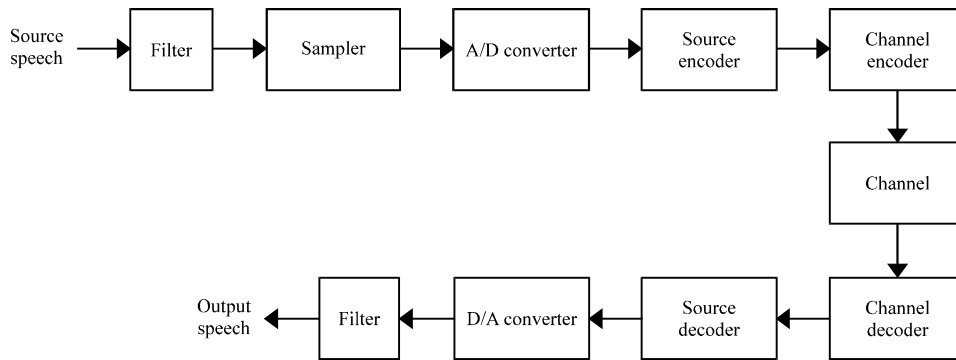 Source
speech
Filter
Sampler
A/D converter
Source
encoder
Channel
encoder
Channel
Output
speech
Filter
D/A converter
Source
decoder
Channel
decoder